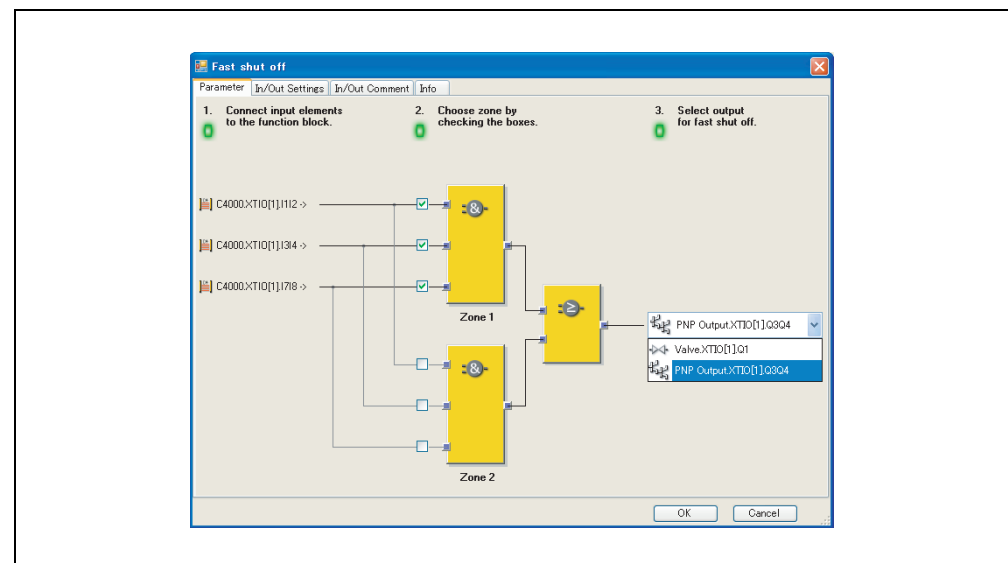 Fast shut off
Parameter In/Out Settings In/Out Comment Info
1. Connect input elements
to the function block.
2. Choose zone by
checking the boxes.
3. Select output
for fast shut off.
C4000.XTIO[1].I1I2 ->
C4000.XTIO[1].I3I4 ->
C4000.XTIO[1].I7I8 ->
&
Zone 1
≥
PNP Output.XTIO[1].Q3Q4
Valve.XTIO[1].Q1
PNP Output.XTIO[1].Q3Q4
&
Zone 2
OK Cancel